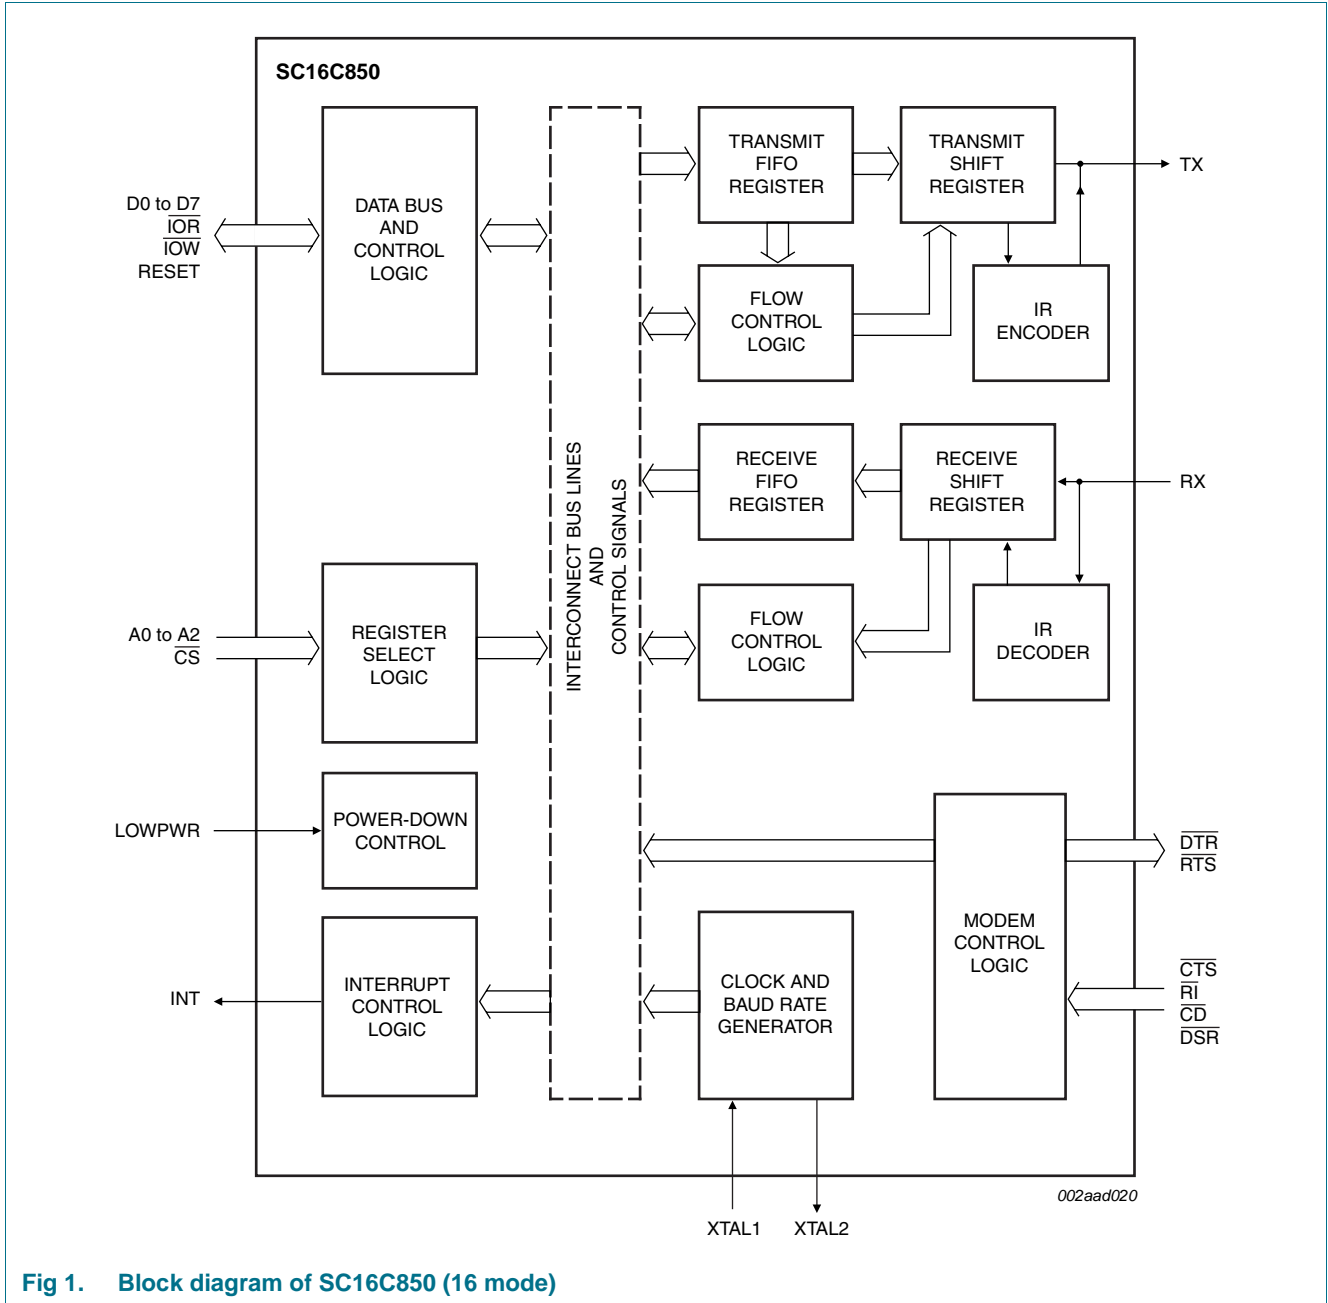 SC16C850
D0 to D7
IOR
IOW
RESET
DATA BUS
AND
CONTROL
LOGIC
TRANSMIT
FIFO
REGISTER
TRANSMIT
SHIFT
REGISTER
TX
FLOW
CONTROL
LOGIC
IR
ENCODER
INTERCONNECT BUS LINES
AND
CONTROL SIGNALS
RECEIVE
FIFO
REGISTER
RECEIVE
SHIFT
REGISTER
RX
A0 to A2
CS
REGISTER
SELECT
LOGIC
FLOW
CONTROL
LOGIC
IR
DECODER
LOWPWR
POWER-DOWN
CONTROL
DTR
RTS
MODEM
CONTROL
LOGIC
INT
INTERRUPT
CONTROL
LOGIC
CLOCK AND
BAUD RATE
GENERATOR
CTS
RI
CD
DSR
XTAL1
XTAL2
002aad020
Fig 1. Block diagram of SC16C850 (16 mode)